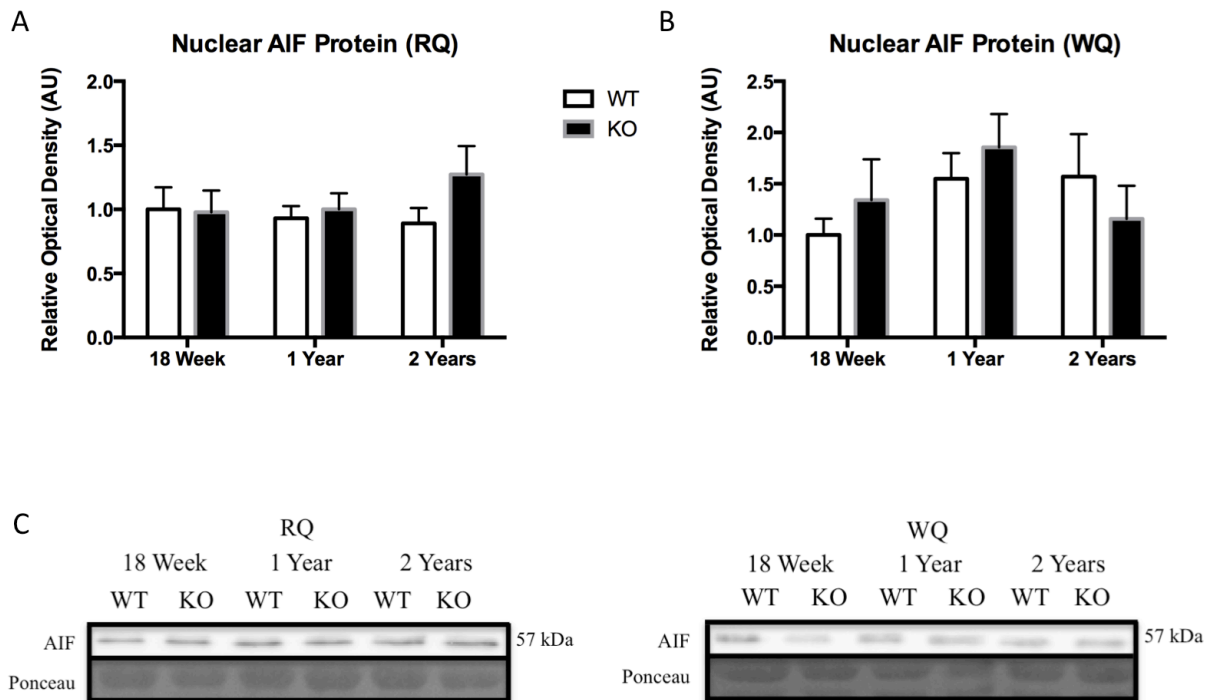 A
Nuclear AIF Protein (RQ)
Relative Optical Density (AU)
2.0
1.5
1.0
0.5
0.0
18 Week 1 Year 2 Years
WT
KO
B
Nuclear AIF Protein (WQ)
Relative Optical Density (AU)
2.5
2.0
1.5
1.0
0.5
0.0
18 Week 1 Year 2 Years
C
RQ
18 Week 1 Year 2 Years
WT KO WT KO WT KO
AIF 57 kDa
Ponceau
WQ
18 Week 1 Year 2 Years
WT KO WT KO WT KO
AIF 57 kDa
Ponceau